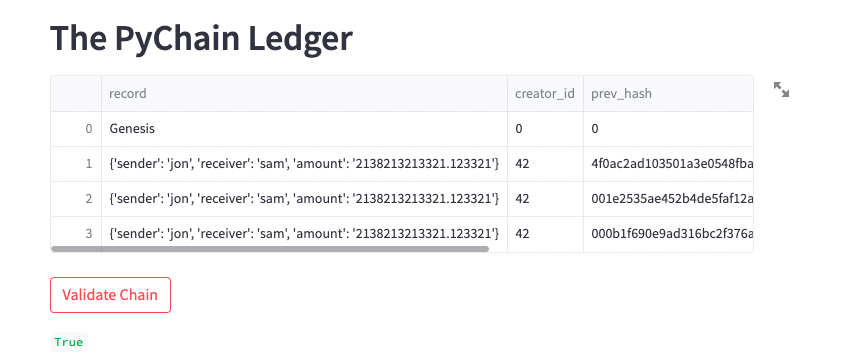 The PyChain Ledger
record creator_id prev_hash
0 Genesis 0 0
1 {'sender': 'jon', 'receiver': 'sam', 'amount': '2138213213321.123321'} 42 4f0ac2ad103501a3e0548fba
2 {'sender': 'jon', 'receiver': 'sam', 'amount': '2138213213321.123321'} 42 001e2535ae452b4de5faf12a
3 {'sender': 'jon', 'receiver': 'sam', 'amount': '2138213213321.123321'} 42 000b1f690e9ad316bc2f376a
Validate Chain
True